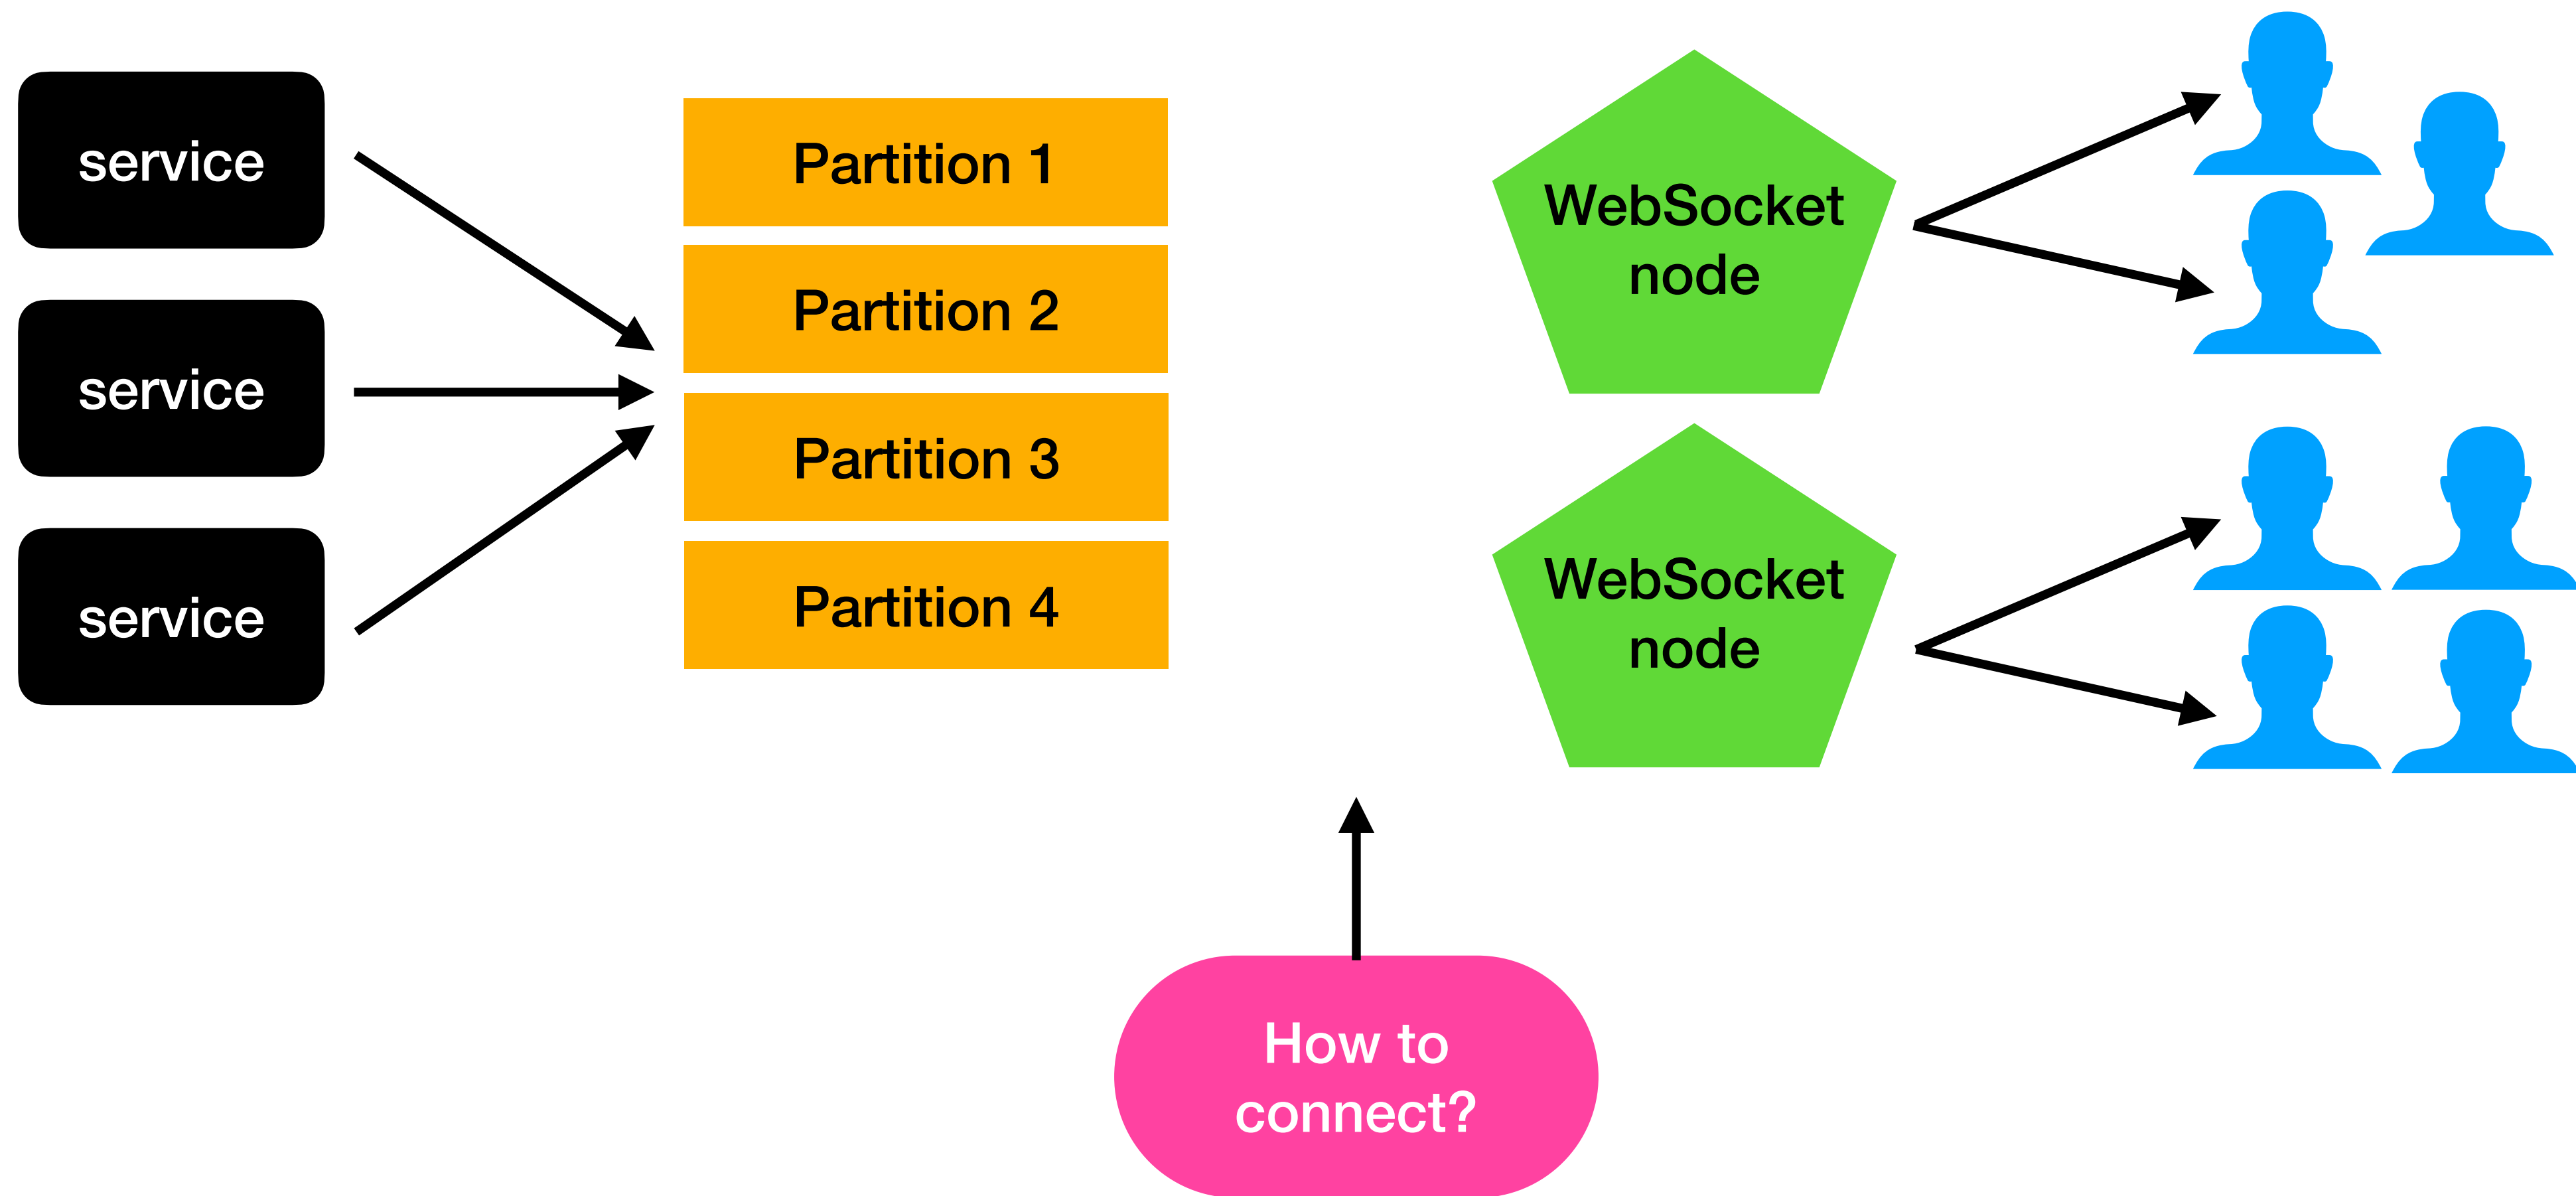 service
service
service
Partition 1
Partition 2
Partition 3
Partition 4
WebSocket
node
WebSocket
node
How to
connect?